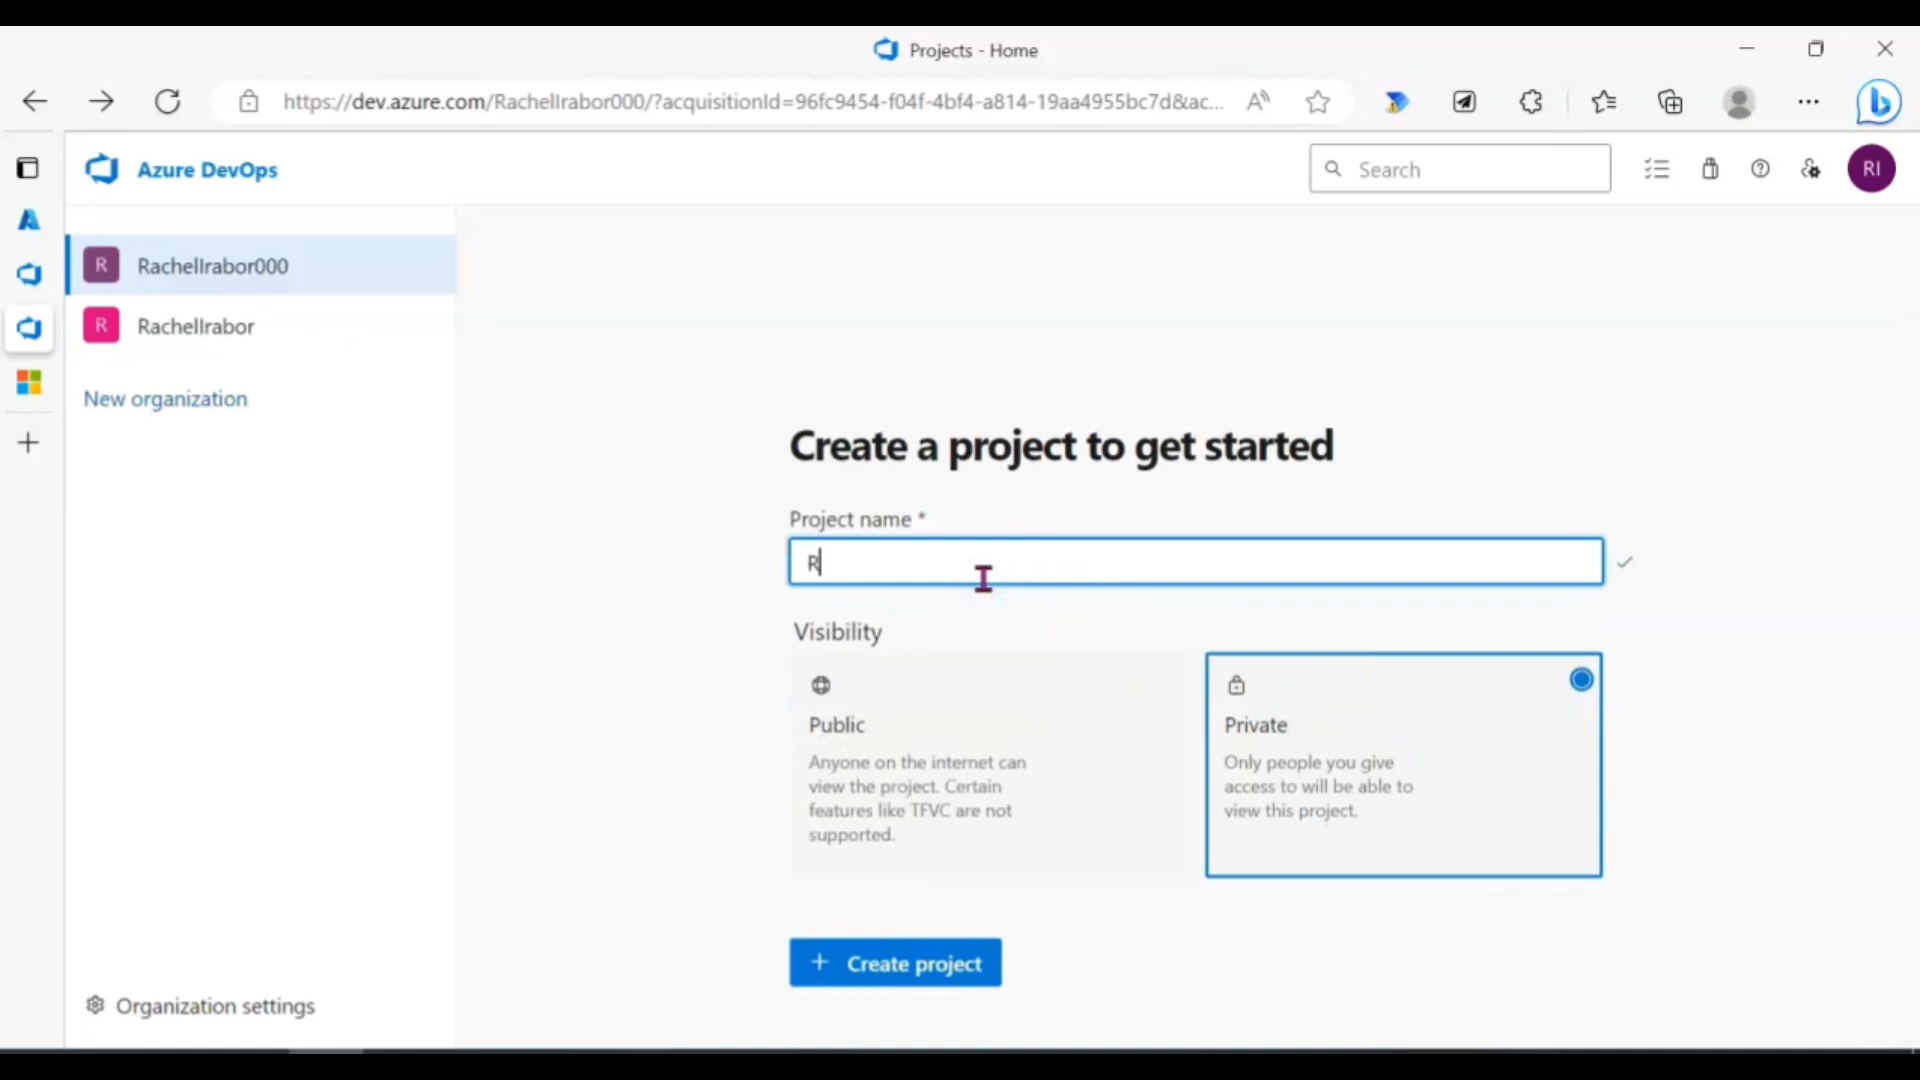 Projects - Home
https://dev.azure.com/RachelIrabor000/?acquisitionId=96fc9454-f04f-4bf4-a814-19aa4955bc7d&ac...
Azure DevOps
Search
RI
R RachelIrabor000
R RachelIrabor
New organization
Create a project to get started
Project name *
R
Visibility
Public
Anyone on the internet can
view the project. Certain
features like TFVC are not
supported.
Private
Only people you give
access to will be able to
view this project.
+ Create project
Organization settings